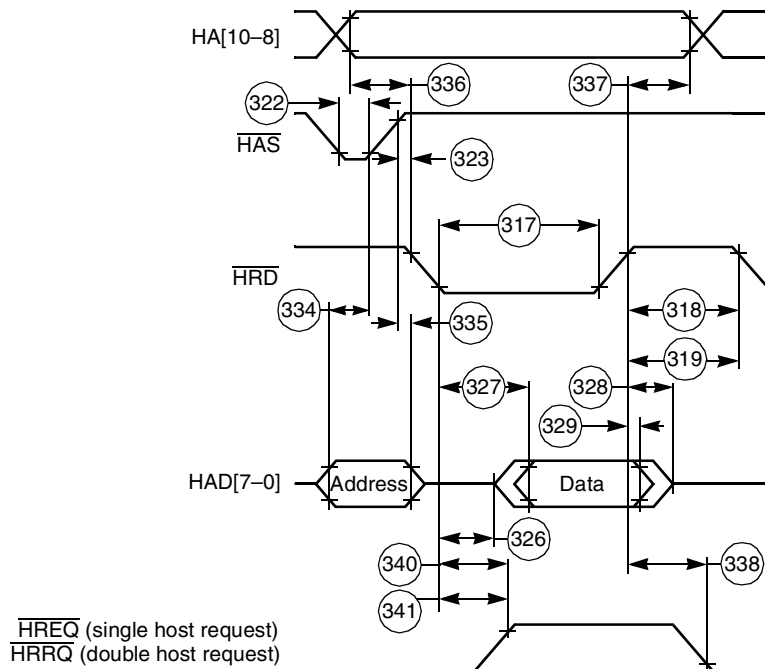 HA[10–8]
336
337
322
HAS
323
317
HRD
334
318
335
319
327
328
329
HAD[7–0]
Address
Data
326
340
338
341
HREQ (single host request)
HRRQ (double host request)